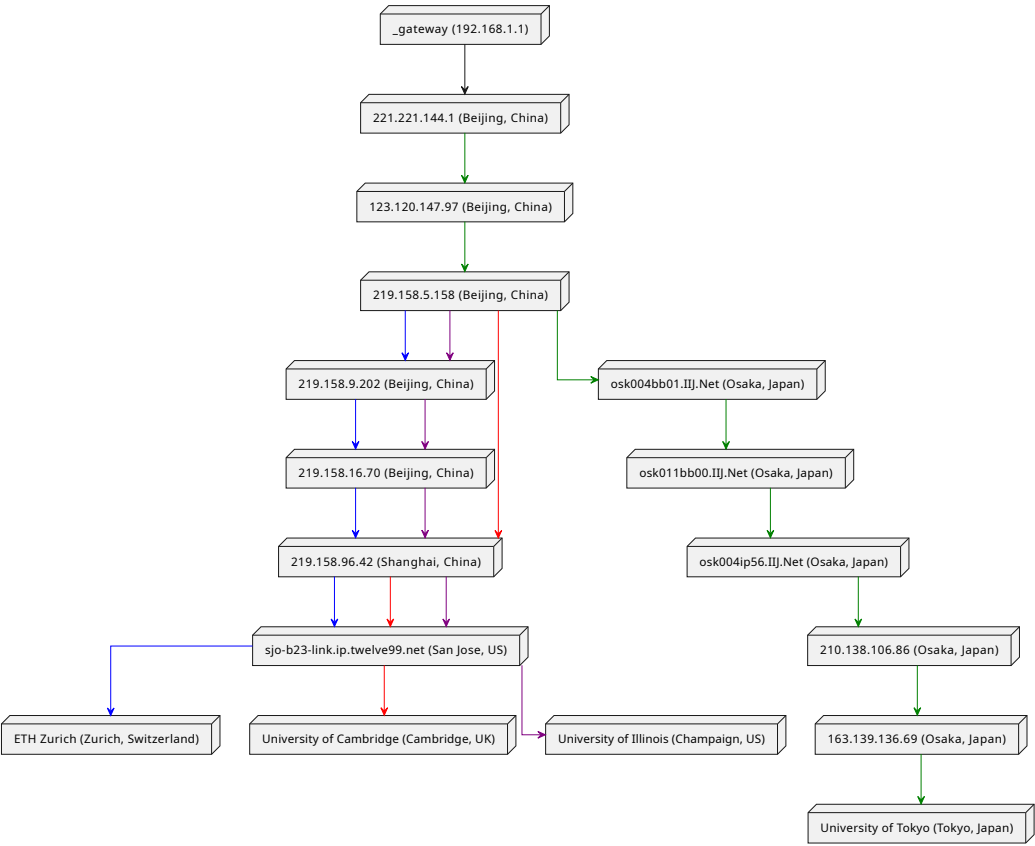 _gateway (192.168.1.1)
221.221.144.1 (Beijing, China)
123.120.147.97 (Beijing, China)
219.158.5.158 (Beijing, China)
219.158.9.202 (Beijing, China)
osk004bb01.IIJ.Net (Osaka, Japan)
219.158.16.70 (Beijing, China)
osk011bb00.IIJ.Net (Osaka, Japan)
219.158.96.42 (Shanghai, China)
osk004ip56.IIJ.Net (Osaka, Japan)
sjo-b23-link.ip.twelve99.net (San Jose, US)
210.138.106.86 (Osaka, Japan)
ETH Zurich (Zurich, Switzerland)
University of Cambridge (Cambridge, UK)
University of Illinois (Champaign, US)
163.139.136.69 (Osaka, Japan)
University of Tokyo (Tokyo, Japan)